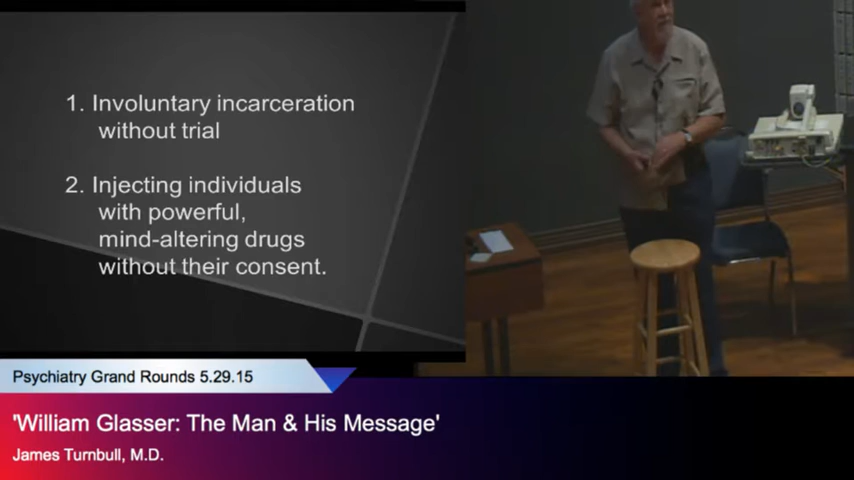 1. Involuntary incarceration
without trial
2. Injecting individuals
with powerful,
mind-altering drugs
without their consent.
Psychiatry Grand Rounds 5.29.15
'William Glasser: The Man & His Message'
James Turnbull, M.D.